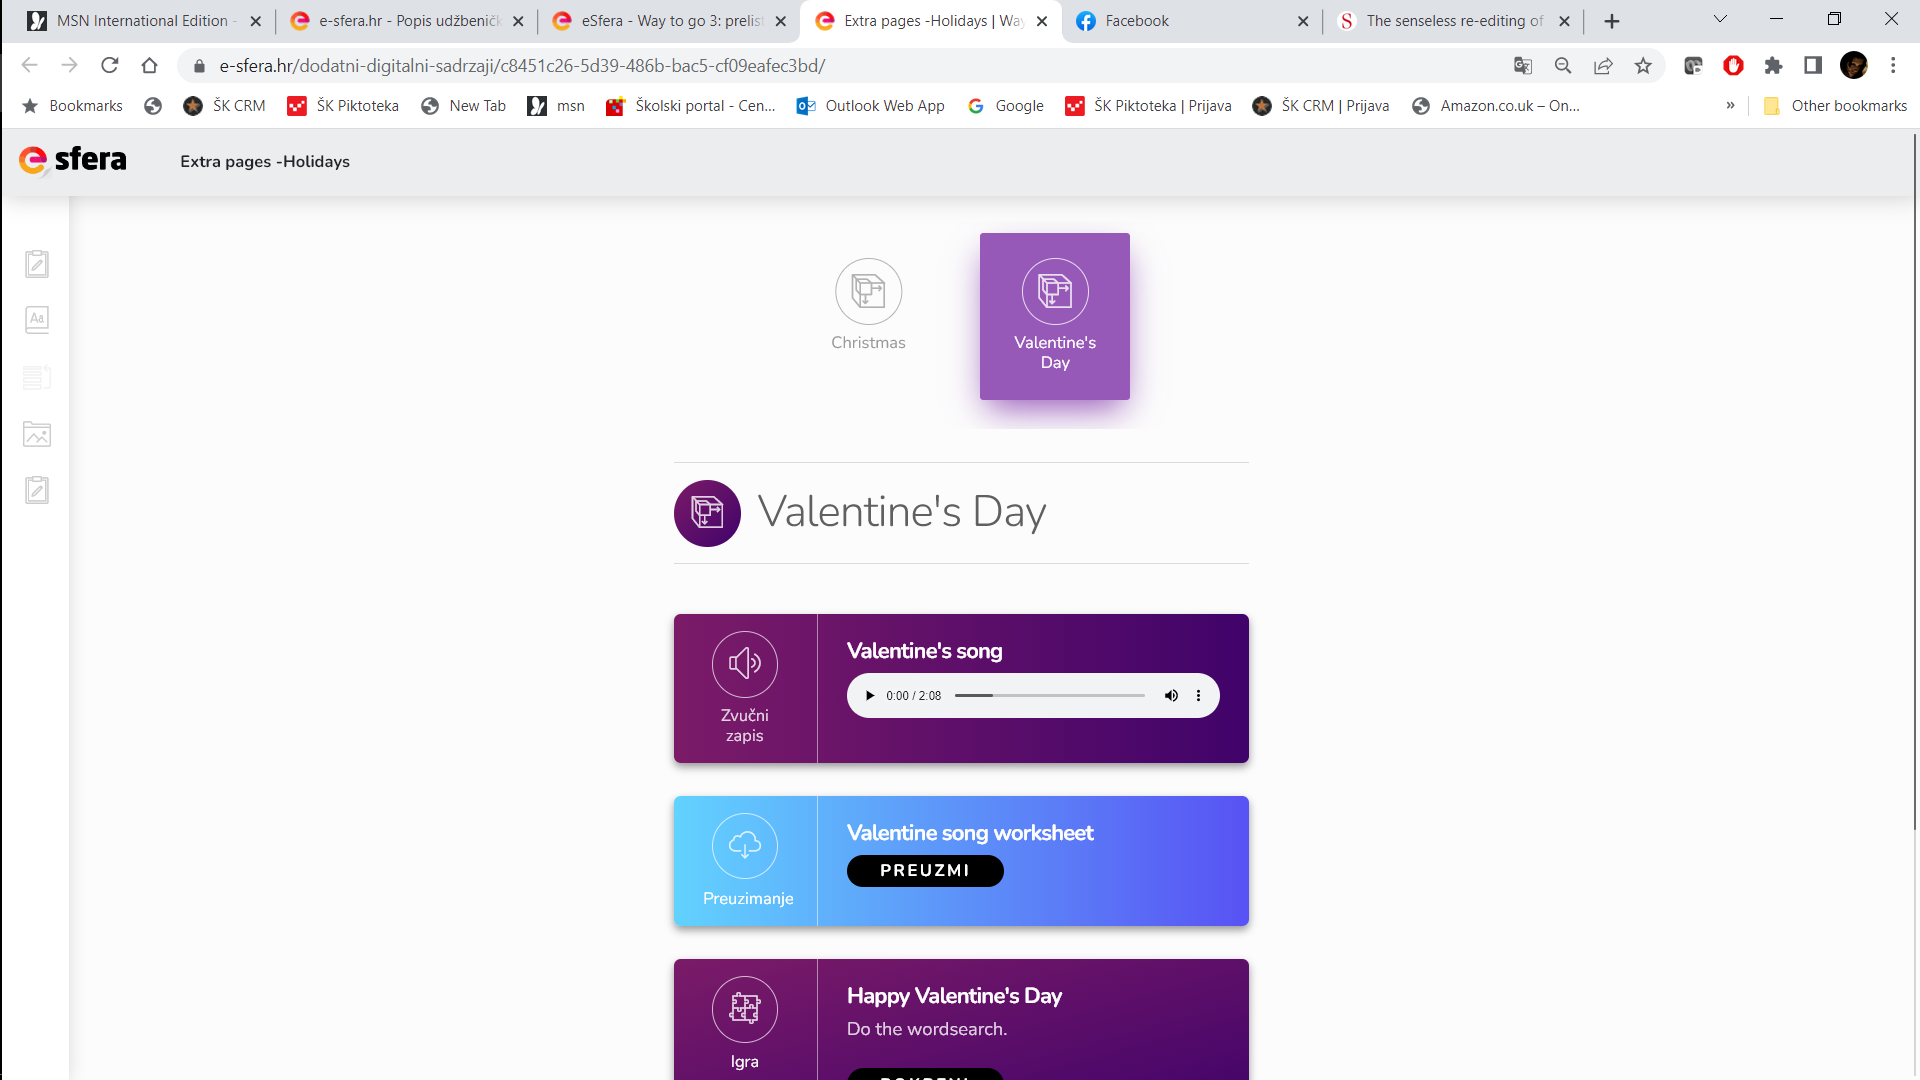 MSN International Edition -
e-sfera.hr - Popis udžbeničk
eSfera - Way to go 3: prelist
Extra pages -Holidays | Way
Facebook
The senseless re-editing of
e-sfera.hr/dodatni-digitalni-sadrzaji/c8451c26-5d39-486b-bac5-cf09eafec3bd/
Bookmarks
ŠK CRM
ŠK Piktoteka
New Tab
msn
Školski portal - Cen...
Outlook Web App
Google
ŠK Piktoteka | Prijava
ŠK CRM | Prijava
Amazon.co.uk – On...
»
Other bookmarks
e sfera
Extra pages -Holidays
Aa
Christmas
Valentine's
Day
Valentine's Day
Zvučni
zapis
Valentine's song
0:00 / 2:08
Preuzimanje
Valentine song worksheet
PREUZMI
Igra
Happy Valentine's Day
Do the wordsearch.